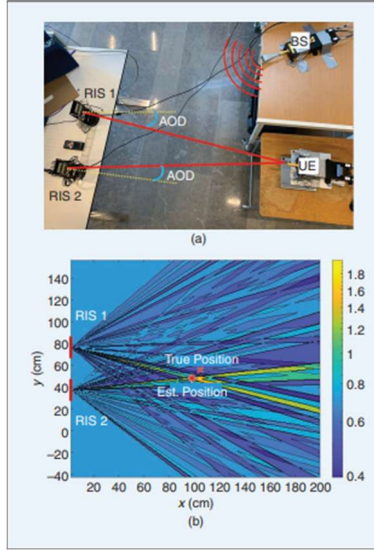 BS
RIS 1
AOD
UE
AOD
RIS 2
(a)
140
120
100
80
60
40
20
0
–20
–40
y (cm)
RIS 1
True Position
Est. Position
RIS 2
1.8
1.6
1.4
1.2
1
0.8
0.6
0.4
20 40 60 80 100 120 140 160 180 200
x (cm)
(b)